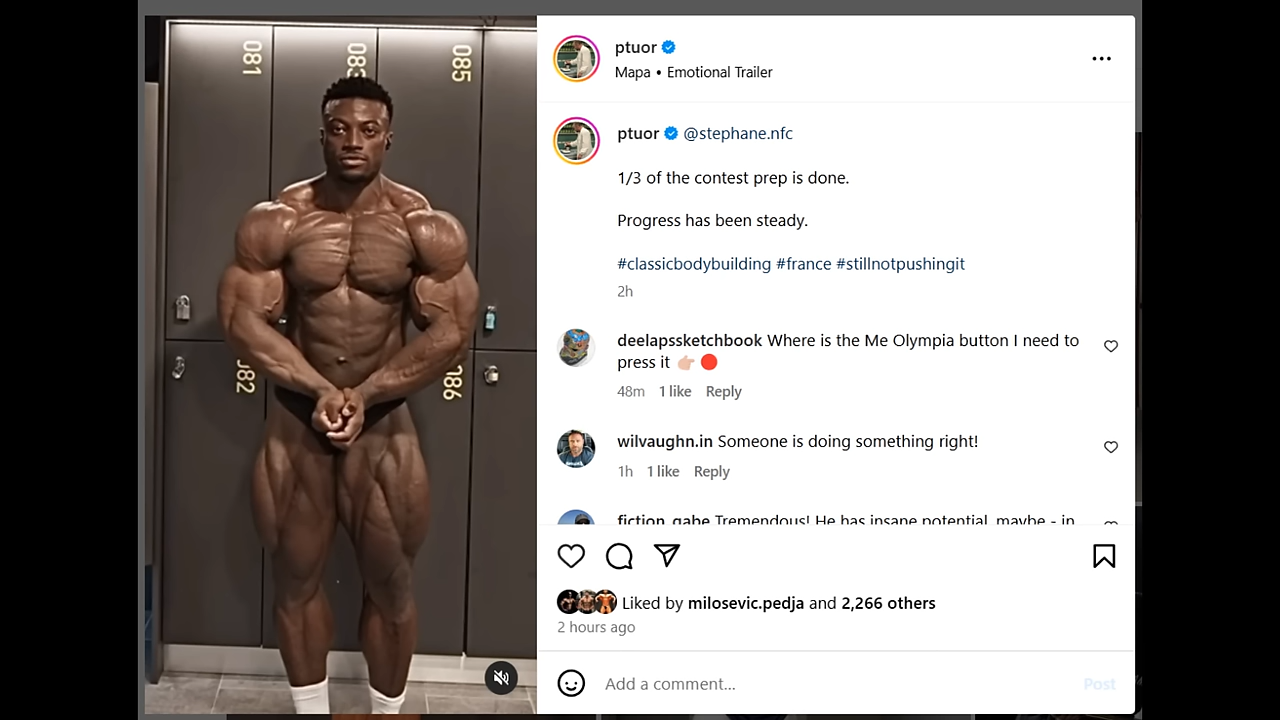 081
083
085
082
086
ptuor
Mapa • Emotional Trailer
ptuor @stephane.nfc
1/3 of the contest prep is done.
Progress has been steady.
#classicbodybuilding #france #stillnotpushingit
2h
deelapssketchbook Where is the Me Olympia button I need to
press it 👉🏼 🔴
48m 1 like Reply
wilvaughn.in Someone is doing something right!
1h 1 like Reply
fiction_gabe Tremendous! He has insane potential, maybe - in
Liked by milosevic.pedja and 2,266 others
2 hours ago
Add a comment...
Post